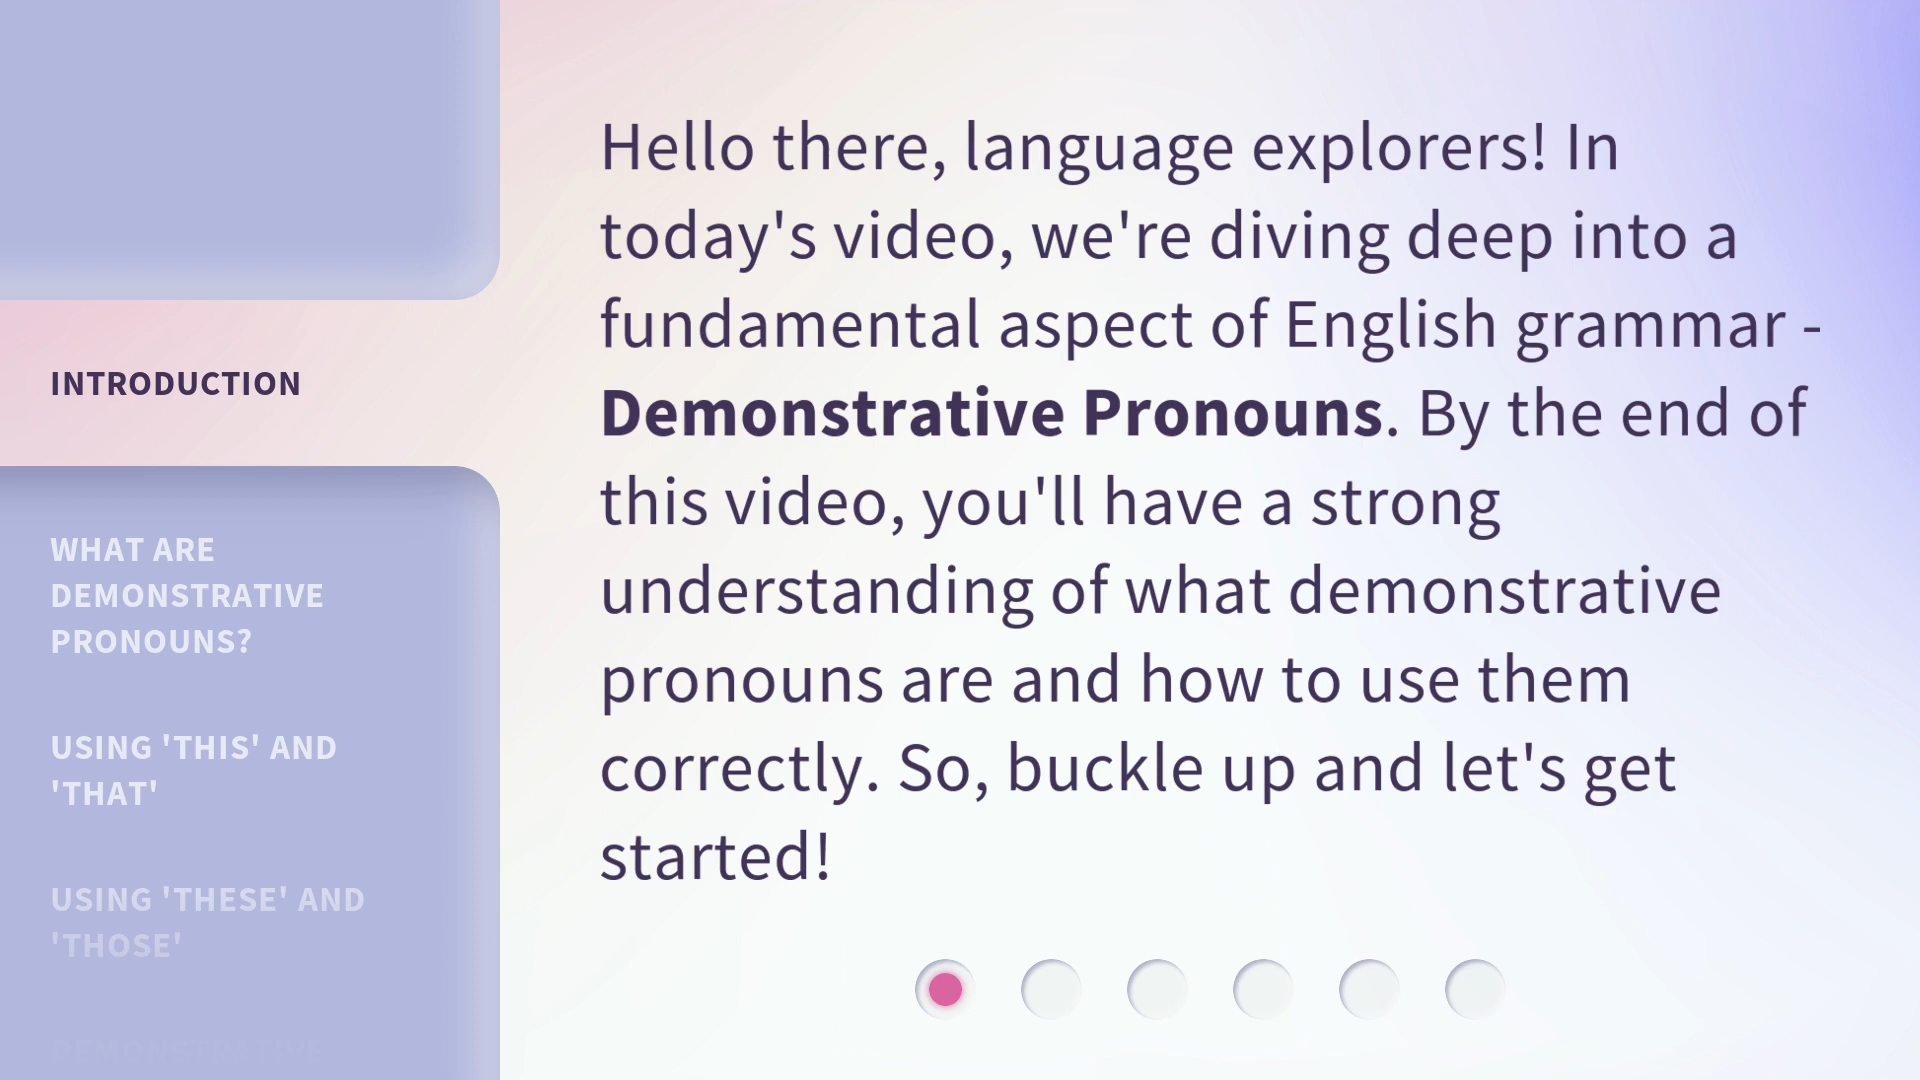 INTRODUCTION
WHAT ARE
DEMONSTRATIVE
PRONOUNS?
USING 'THIS' AND
'THAT'
USING 'THESE' AND
'THOSE'
DEMONSTRATIVE
Hello there, language explorers! In
today's video, we're diving deep into a
fundamental aspect of English grammar -
Demonstrative Pronouns. By the end of
this video, you'll have a strong
understanding of what demonstrative
pronouns are and how to use them
correctly. So, buckle up and let's get
started!